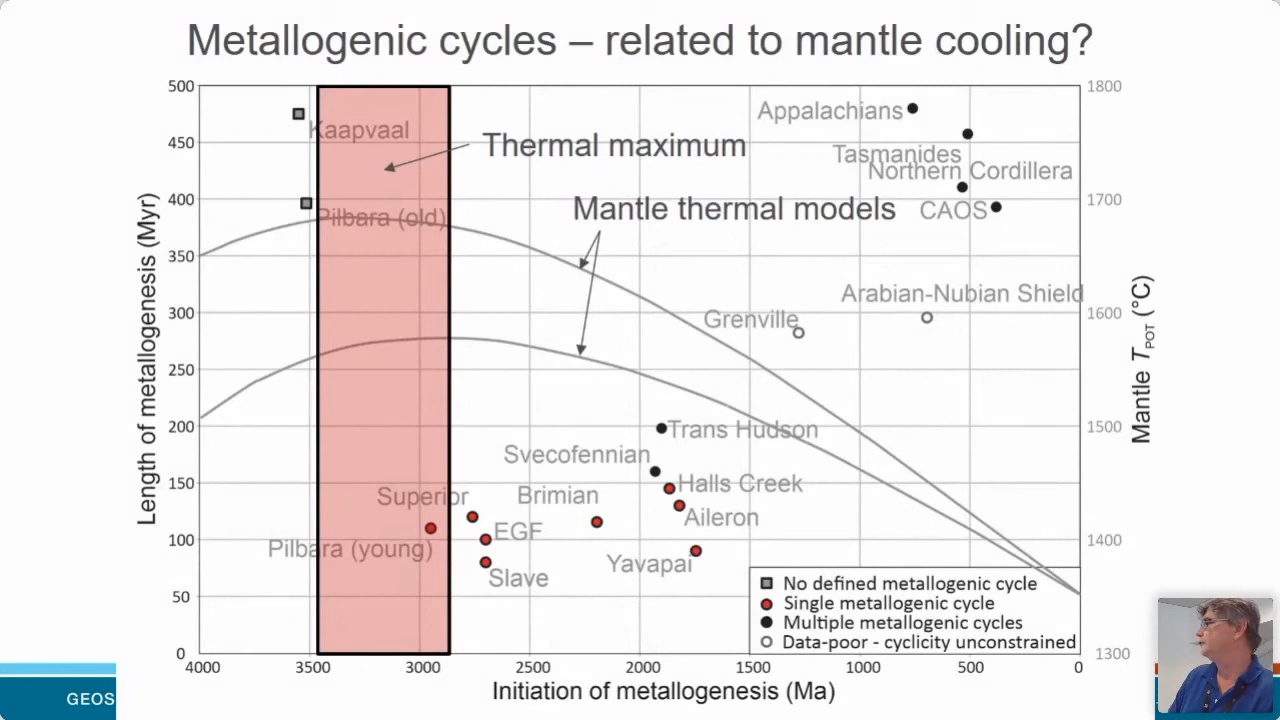 Metallogenic cycles – related to mantle cooling?
500
450
400
350
300
250
200
150
100
50
0
Length of metallogenesis (Myr)
4000
3500
3000
2500
2000
1500
1000
500
0
Initiation of metallogenesis (Ma)
1800
1700
1600
1500
1400
1300
Mantle TPOT (°C)
Kaapvaal
Pilbara (old)
Thermal maximum
Mantle thermal models
Appalachians
Tasmanides
Northern Cordillera
CAOS
Arabian-Nubian Shield
Grenville
Trans Hudson
Svecofennian
Halls Creek
Superior
Brimian
Aileron
EGF
Pilbara (young)
Yavapai
Slave
No defined metallogenic cycle
Single metallogenic cycle
Multiple metallogenic cycles
Data-poor - cyclicity unconstrained
GEOS